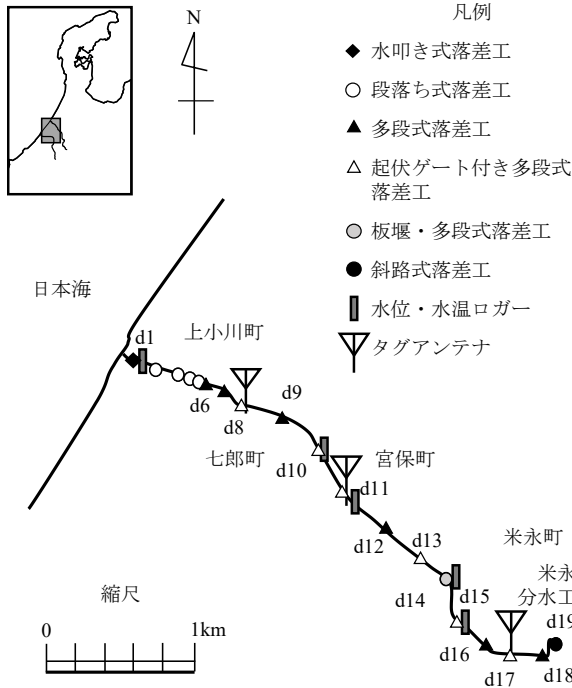 N
凡例
水叩き式落差工
段落ち式落差工
多段式落差工
起伏ゲート付き多段式
落差工
板堰・多段式落差工
斜路式落差工
水位・水温ロガー
タグアンテナ
日本海
上小川町
d1
d6
d8
d9
七郎町
d10
宮保町
d11
d12
d13
米永町
d14
d15
米永
分水工
d16
d17
d18
d19
縮尺
0
1km